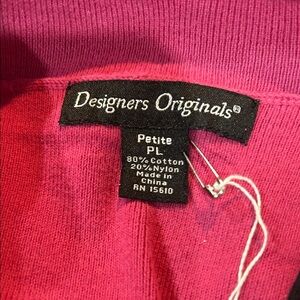 Designers Originals®
Petite
PL
80% Cotton
20% Nylon
Made in
China
RN 15610